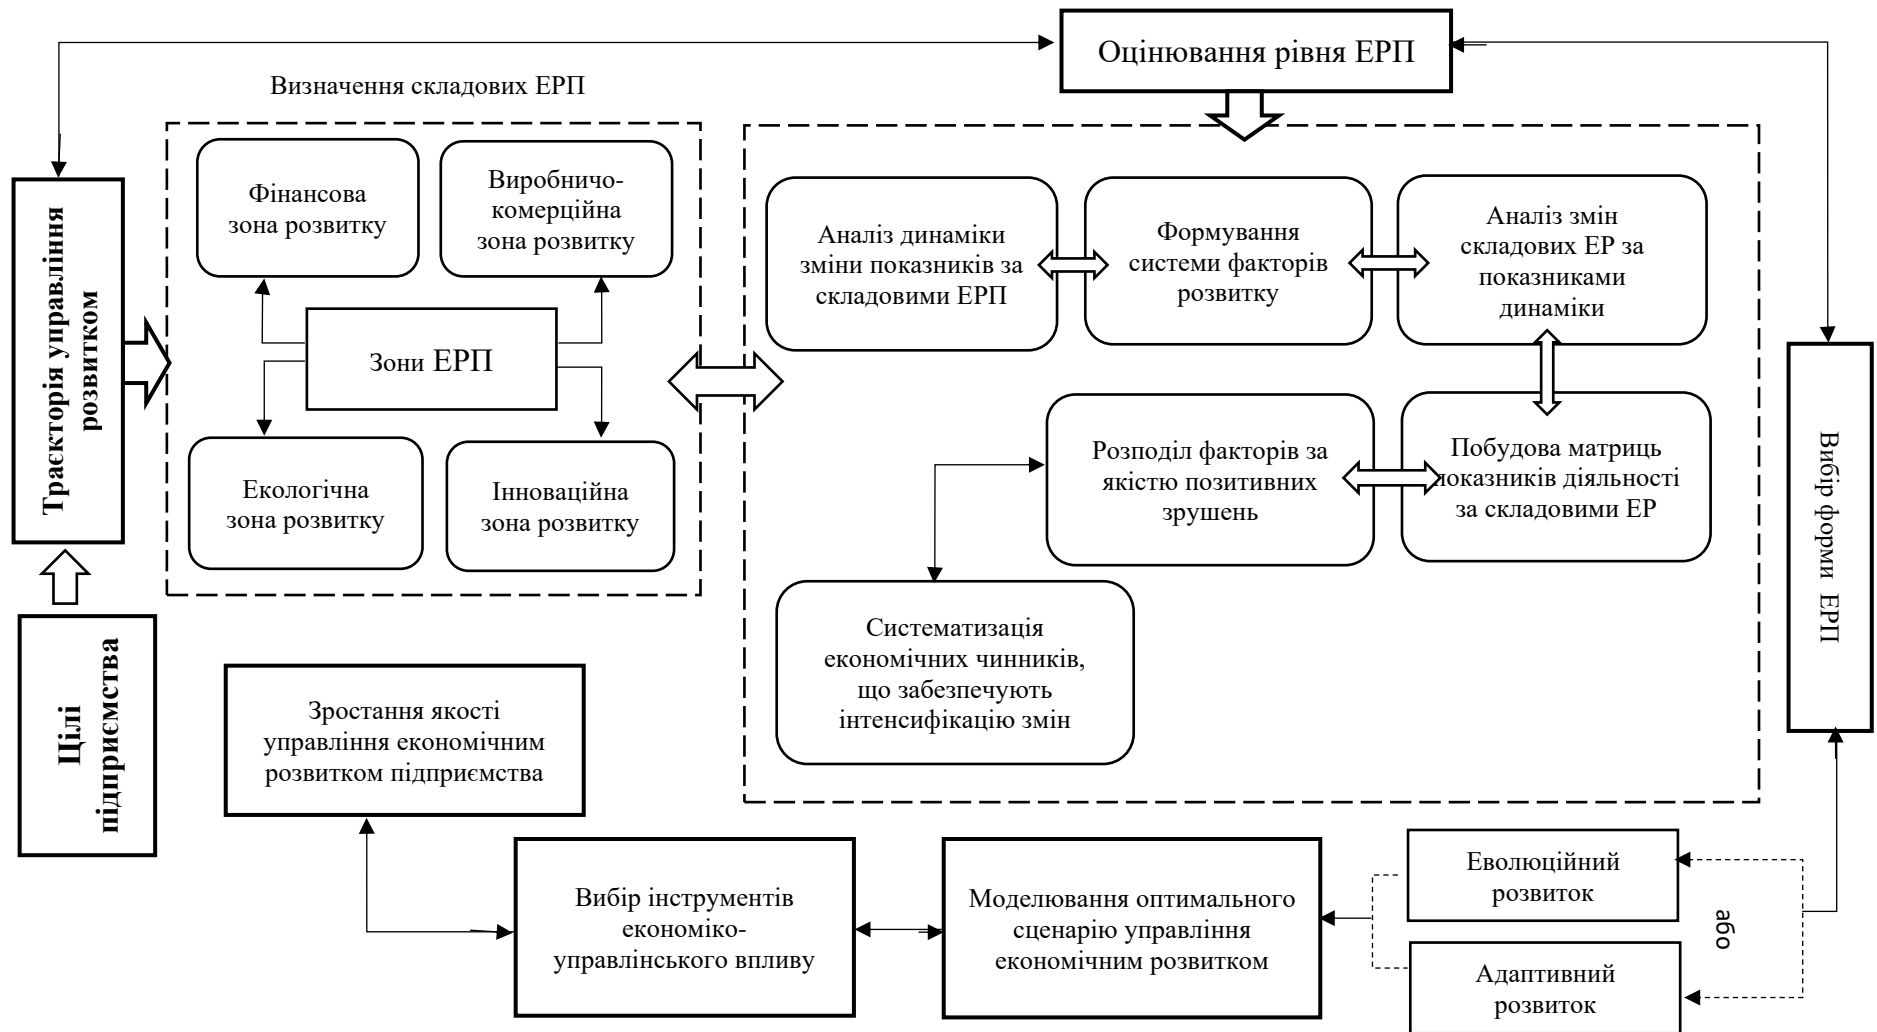 Оцінювання рівня ЕРП
Визначення складових ЕРП
Траєкторія управління
розвитком
Фінансова
зона розвитку
Виробничо-
комерційна
зона розвитку
Зони ЕРП
Екологічна
зона розвитку
Інноваційна
зона розвитку
Цілі
підприємства
Аналіз динаміки
зміни показників за
складовими ЕРП
Формування
системи факторів
розвитку
Аналіз змін
складових ЕР за
показниками
динаміки
Розподіл факторів за
якістю позитивних
зрушень
Побудова матриць
показників діяльності
за складовими ЕР
Систематизація
економічних чинників,
що забезпечують
інтенсифікацію змін
Вибір форми ЕРП
Зростання якості
управління економічним
розвитком підприємства
Вибір інструментів
економіко-
управлінського впливу
Моделювання оптимального
сценарію управління
економічним розвитком
Еволюційний
розвиток
або
Адаптивний
розвиток